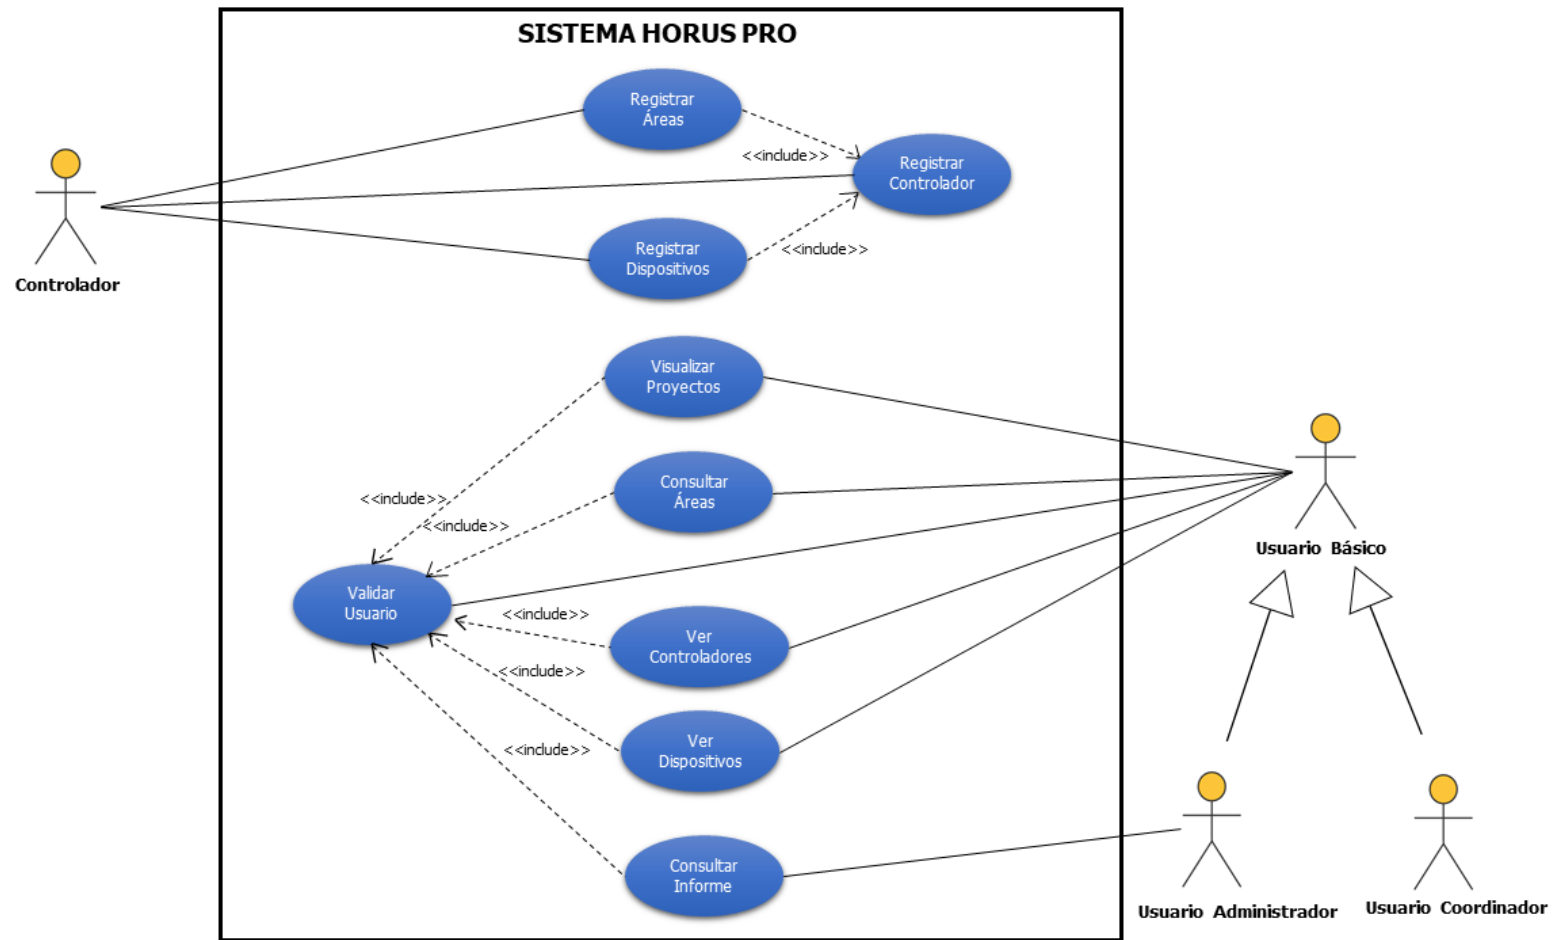 SISTEMA HORUS PRO
Registrar
Áreas
<<include>>
Registrar
Controlador
Registrar
Dispositivos
<<include>>
Controlador
Visualizar
Proyectos
<<include>>
Consultar
Áreas
<<include>>
Usuario Básico
Validar
Usuario
<<include>>
Ver
Controladores
<<include>>
Ver
Dispositivos
<<include>>
Consultar
Informe
Usuario Administrador
Usuario Coordinador